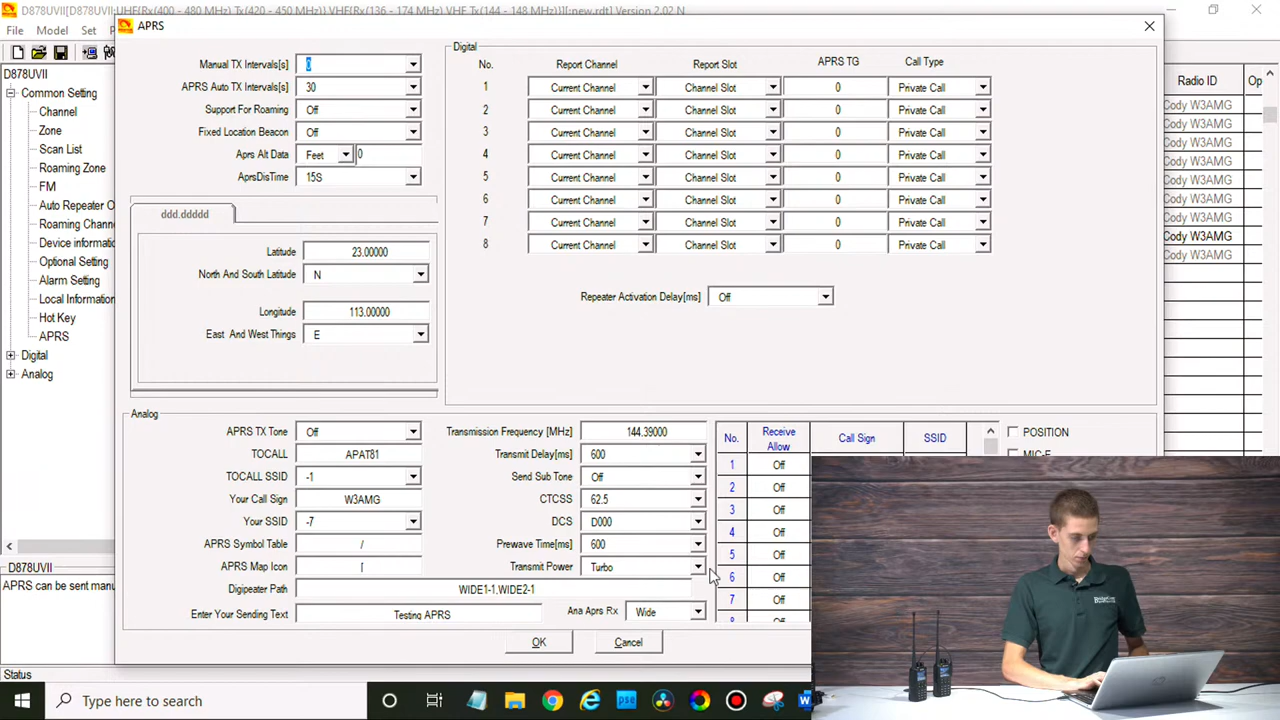 D878UVII(Rx(400 - 480 MHz) Tx(420 - 450 MHz),VHF(Rx(136 - 174 MHz,VHF Tx(144 - 148 MHz))[:new.rdt] Version 2.02 N
APRS
File Model Set
D878UVII
Common Setting
Channel
Zone
Scan List
Roaming Zone
FM
Auto Repeater O
Roaming Channe
Device informatio
Optional Setting
Alarm Setting
Local Information
Hot Key
APRS
Digital
Analog
Manual TX Intervals[s] 0
APRS Auto TX Intervals[s] 30
Support For Roaming Off
Fixed Location Beacon Off
Aprs Alt Data Feet 0
AprsDisTime 15S
ddd.ddddd
Latitude 23.00000
North And South Latitude N
Longitude 113.00000
East And West Things E
Digital
No. Report Channel Report Slot APRS TG Call Type
1 Current Channel Channel Slot 0 Private Call
2 Current Channel Channel Slot 0 Private Call
3 Current Channel Channel Slot 0 Private Call
4 Current Channel Channel Slot 0 Private Call
5 Current Channel Channel Slot 0 Private Call
6 Current Channel Channel Slot 0 Private Call
7 Current Channel Channel Slot 0 Private Call
8 Current Channel Channel Slot 0 Private Call
Repeater Activation Delay[ms] Off
Radio ID Op
Cody W3AMG
Cody W3AMG
Cody W3AMG
Cody W3AMG
Cody W3AMG
Cody W3AMG
Cody W3AMG
Cody W3AMG
Cody W3AMG
Analog
APRS TX Tone Off
TOCALL APAT81
TOCALL SSID -1
Your Call Sign W3AMG
Your SSID -7
APRS Symbol Table /
APRS Map Icon [
Digipeater Path WIDE1-1,WIDE2-1
Enter Your Sending Text Testing APRS
Transmission Frequency [MHz] 144.39000
Transmit Delay[ms] 600
Send Sub Tone Off
CTCSS 62.5
DCS D000
Prewave Time[ms] 600
Transmit Power Turbo
Ana Aprs Rx Wide
No. Receive Allow Call Sign SSID
1 Off
2 Off
3 Off
4 Off
5 Off
6 Off
7 Off
8 Off
POSITION
MIC-E
OK Cancel
D878UVII
APRS can be sent manu
Status
Type here to search